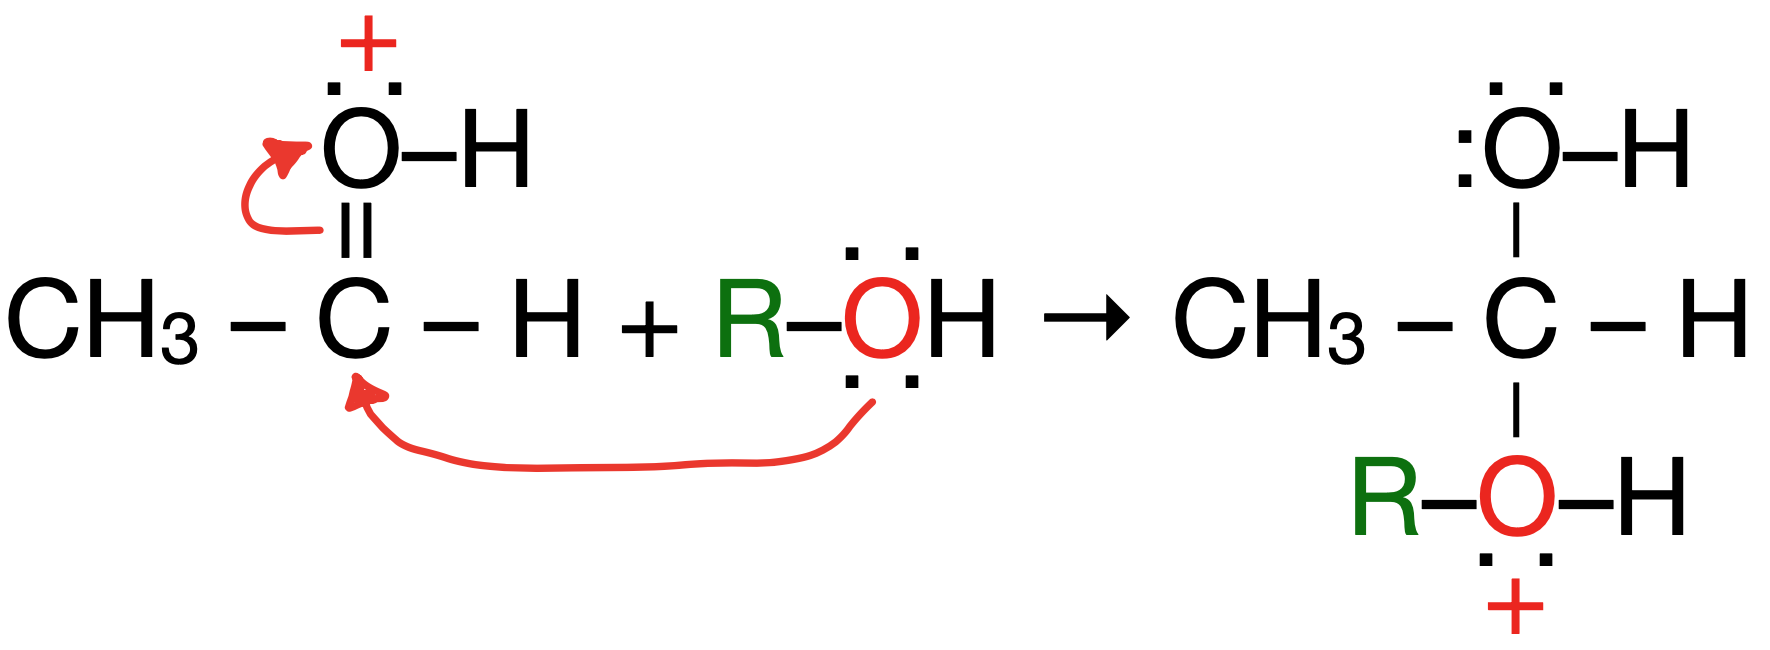 +
O–H
CH3 – C – H + R–OH → CH3 – C – H
:O–H
R–O–H
+